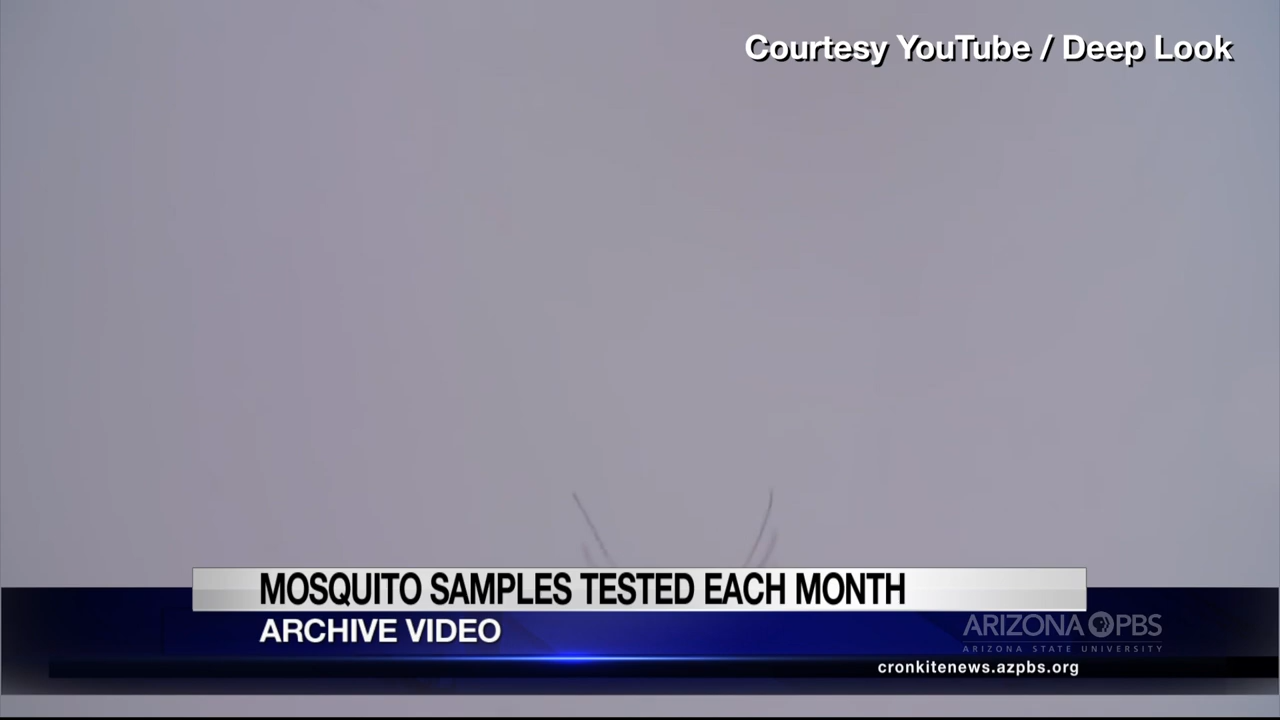 Courtesy YouTube / Deep Look
MOSQUITO SAMPLES TESTED EACH MONTH
ARCHIVE VIDEO
ARIZONA PBS
ARIZONA STATE UNIVERSITY
cronkitenews.azpbs.org